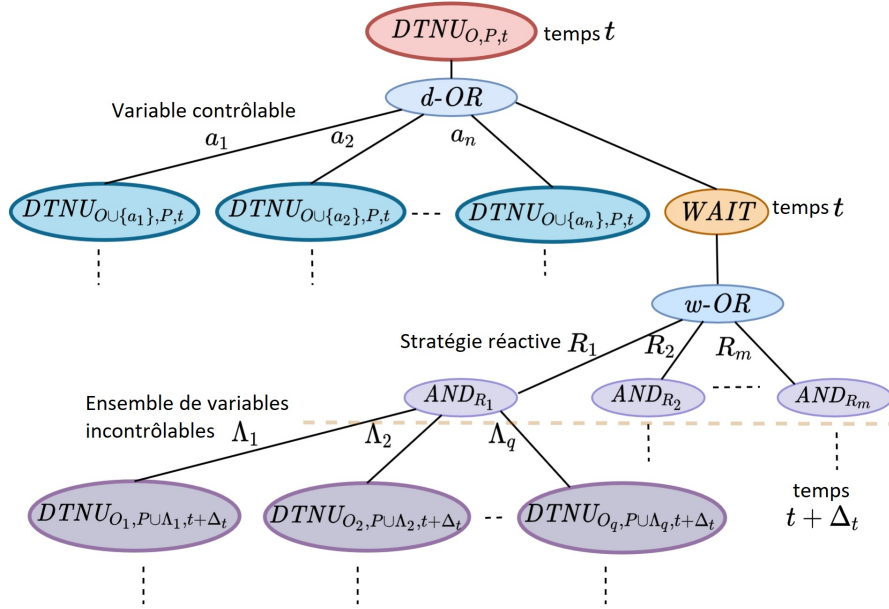 DTNU_{O,P,t} temps t
d-OR
Variable contrôlable
a_1 a_2 a_n
DTNU_{O∪{a_1},P,t} DTNU_{O∪{a_2},P,t} DTNU_{O∪{a_n},P,t} WAIT temps t
w-OR
Stratégie réactive R_1 R_2 R_m
AND_{R_1} AND_{R_2} AND_{R_m}
Ensemble de variables
incontrôlables Λ_1 Λ_2 Λ_q
DTNU_{O_1,P∪Λ_1,t+Δ_t} DTNU_{O_2,P∪Λ_2,t+Δ_t} DTNU_{O_q,P∪Λ_q,t+Δ_t}
temps
t + Δ_t